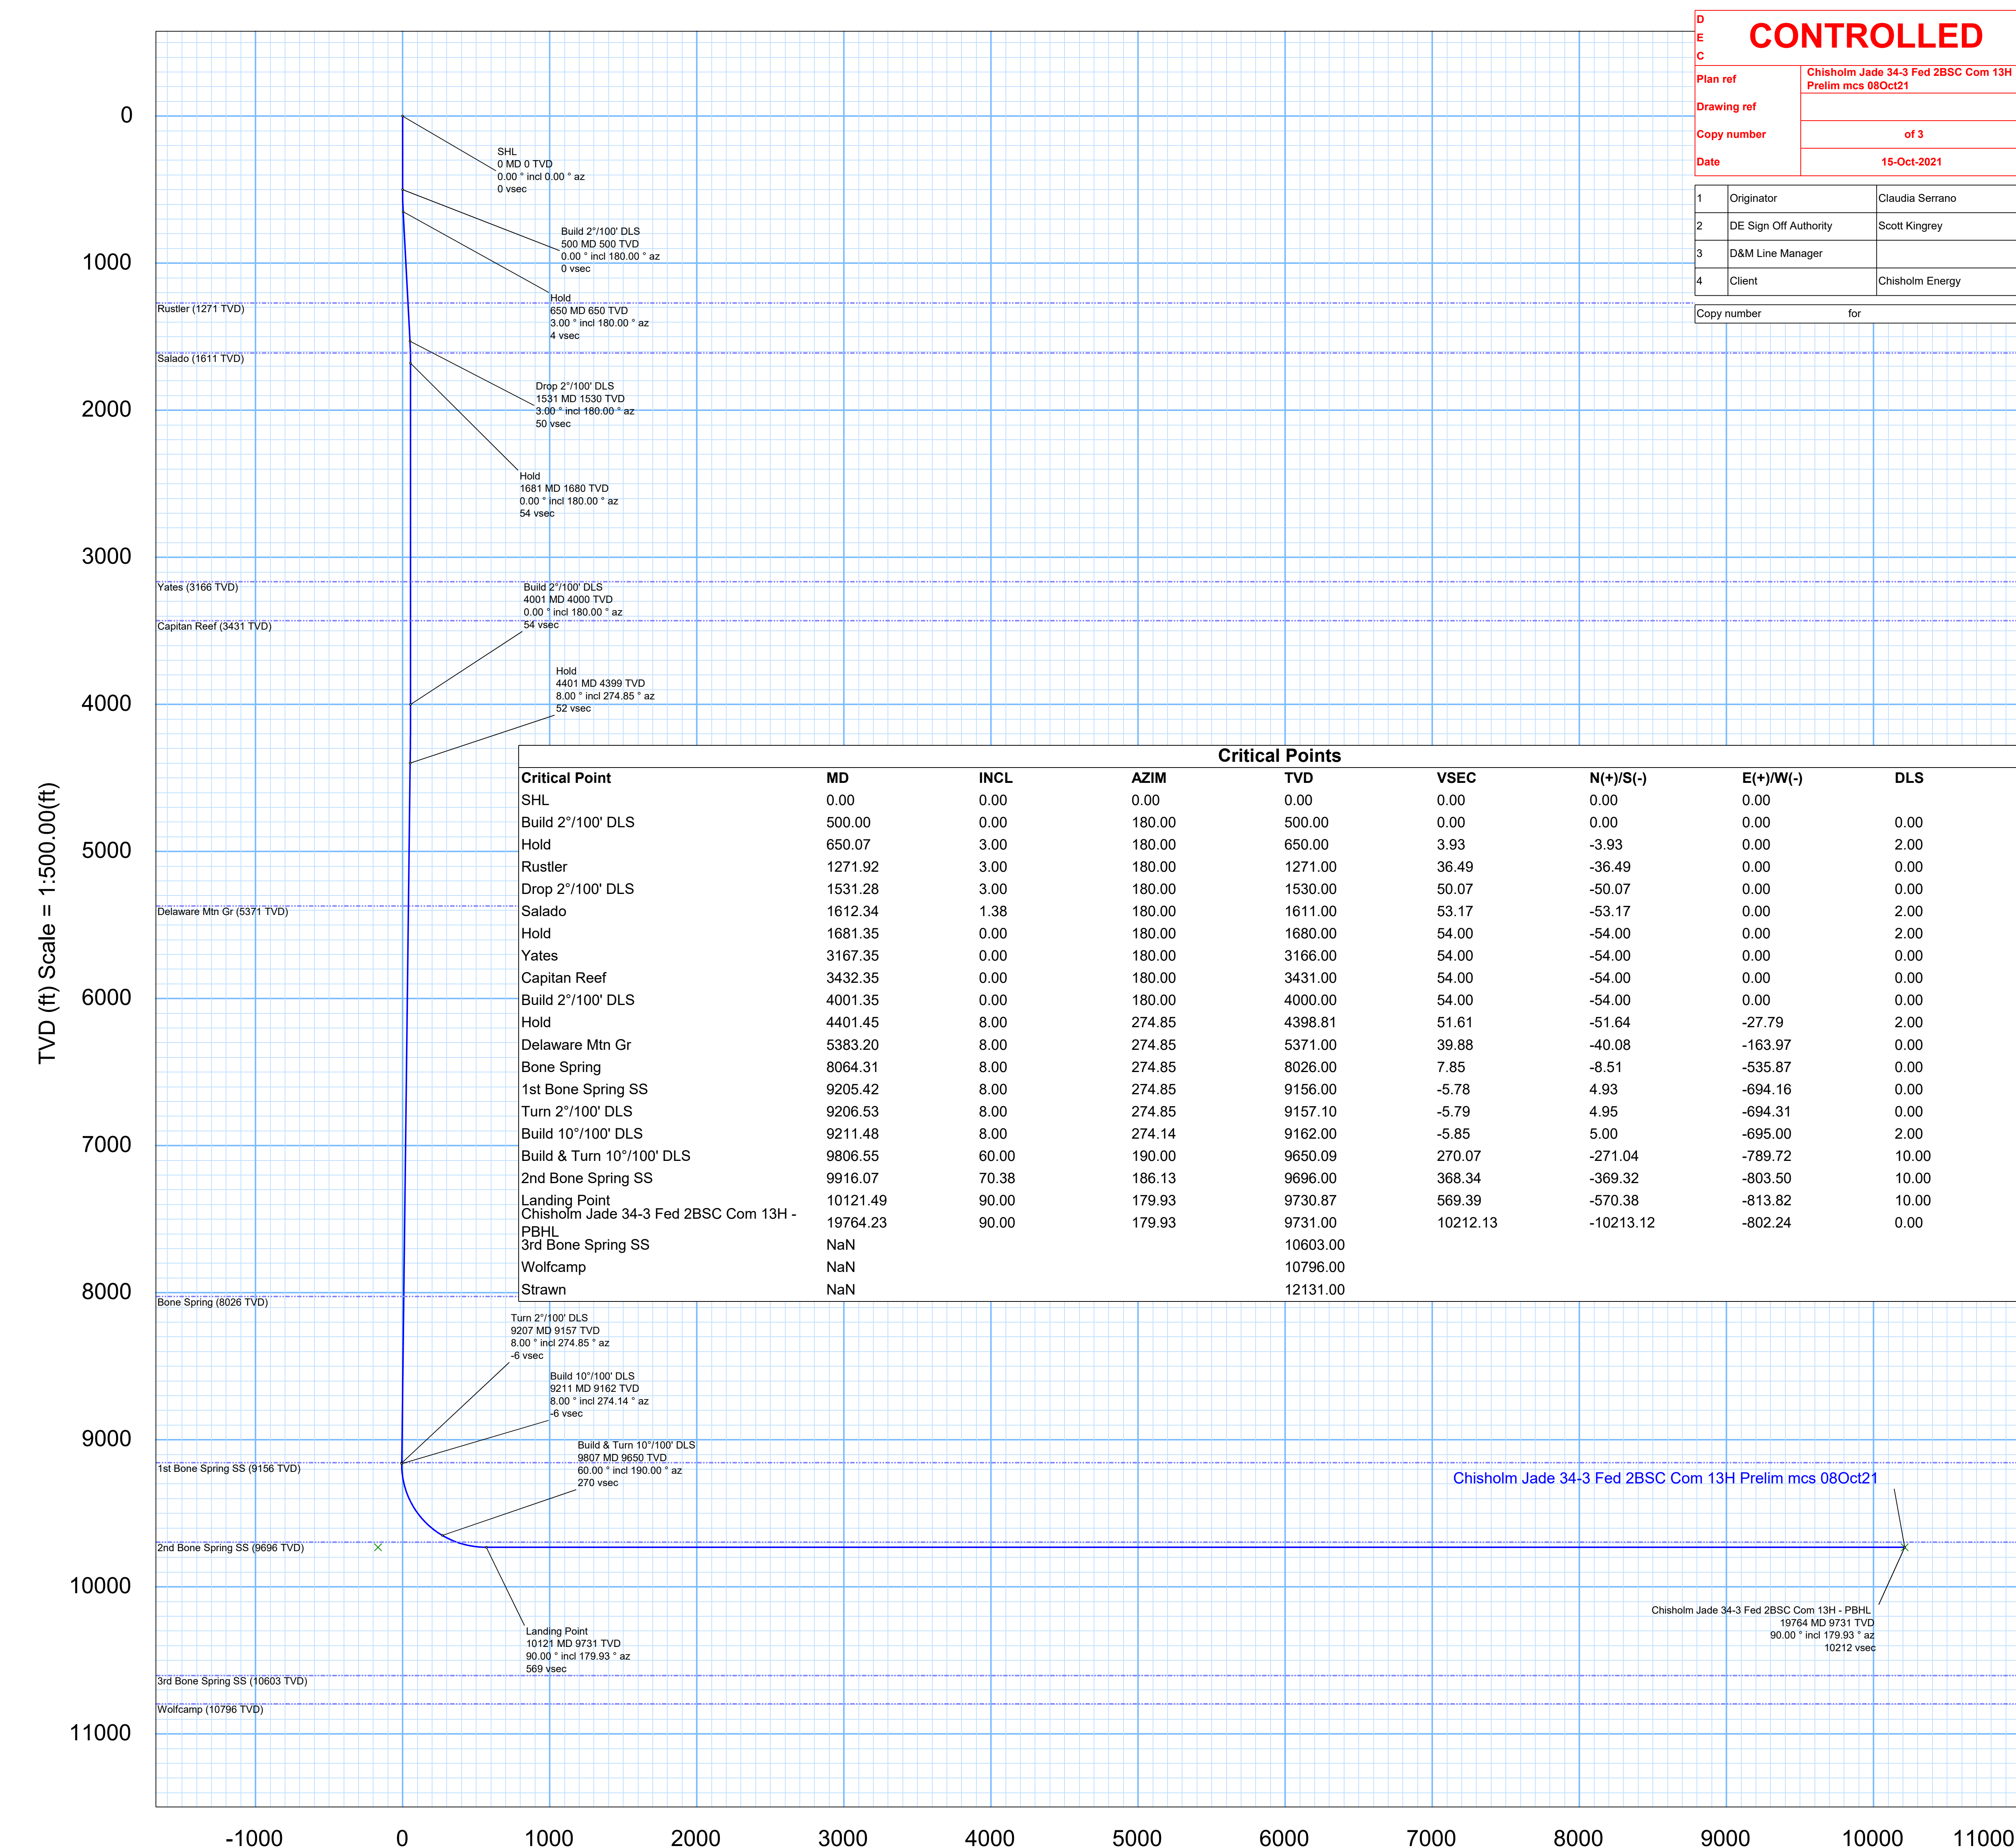 D
E
C
CONTROLLED
Plan ref
Chisholm Jade 34-3 Fed 2BSC Com 13H
Prelim mcs 08Oct21
Drawing ref
Copy number of 3
Date 15-Oct-2021
1 Originator Claudia Serrano
2 DE Sign Off Authority Scott Kingrey
3 D&M Line Manager
4 Client Chisholm Energy
Copy number for
TVD (ft) Scale = 1:500.00(ft)
0
1000
2000
3000
4000
5000
6000
7000
8000
9000
10000
11000
SHL
0 MD 0 TVD
0.00 ° incl 0.00 ° az
0 vsec
Build 2°/100' DLS
500 MD 500 TVD
0.00 ° incl 180.00 ° az
0 vsec
Hold
650 MD 650 TVD
3.00 ° incl 180.00 ° az
4 vsec
Rustler (1271 TVD)
Salado (1611 TVD)
Drop 2°/100' DLS
1531 MD 1530 TVD
3.00 ° incl 180.00 ° az
50 vsec
Hold
1681 MD 1680 TVD
0.00 ° incl 180.00 ° az
54 vsec
Yates (3166 TVD)
Capitan Reef (3431 TVD)
Build 2°/100' DLS
4001 MD 4000 TVD
0.00 ° incl 180.00 ° az
54 vsec
Hold
4401 MD 4399 TVD
8.00 ° incl 274.85 ° az
52 vsec
Delaware Mtn Gr (5371 TVD)
Critical Points
Critical Point MD INCL AZIM TVD VSEC N(+)/S(-) E(+)/W(-) DLS
SHL 0.00 0.00 0.00 0.00 0.00 0.00 0.00
Build 2°/100' DLS 500.00 0.00 180.00 500.00 0.00 0.00 0.00 0.00
Hold 650.07 3.00 180.00 650.00 3.93 -3.93 0.00 2.00
Rustler 1271.92 3.00 180.00 1271.00 36.49 -36.49 0.00 0.00
Drop 2°/100' DLS 1531.28 3.00 180.00 1530.00 50.07 -50.07 0.00 0.00
Salado 1612.34 1.38 180.00 1611.00 53.17 -53.17 0.00 2.00
Hold 1681.35 0.00 180.00 1680.00 54.00 -54.00 0.00 2.00
Yates 3167.35 0.00 180.00 3166.00 54.00 -54.00 0.00 0.00
Capitan Reef 3432.35 0.00 180.00 3431.00 54.00 -54.00 0.00 0.00
Build 2°/100' DLS 4001.35 0.00 180.00 4000.00 54.00 -54.00 0.00 0.00
Hold 4401.45 8.00 274.85 4398.81 51.61 -51.64 -27.79 2.00
Delaware Mtn Gr 5383.20 8.00 274.85 5371.00 39.88 -40.08 -163.97 0.00
Bone Spring 8064.31 8.00 274.85 8026.00 7.85 -8.51 -535.87 0.00
1st Bone Spring SS 9205.42 8.00 274.85 9156.00 -5.78 4.93 -694.16 0.00
Turn 2°/100' DLS 9206.53 8.00 274.85 9157.10 -5.79 4.95 -694.31 0.00
Build 10°/100' DLS 9211.48 8.00 274.14 9162.00 -5.85 5.00 -695.00 2.00
Build & Turn 10°/100' DLS 9806.55 60.00 190.00 9650.09 270.07 -271.04 -789.72 10.00
2nd Bone Spring SS 9916.07 70.38 186.13 9696.00 368.34 -369.32 -803.50 10.00
Landing Point 10121.49 90.00 179.93 9730.87 569.39 -570.38 -813.82 10.00
Chisholm Jade 34-3 Fed 2BSC Com 13H -
PBHL 19764.23 90.00 179.93 9731.00 10212.13 -10213.12 -802.24 0.00
3rd Bone Spring SS NaN 10603.00
Wolfcamp NaN 10796.00
Strawn NaN 12131.00
Bone Spring (8026 TVD)
Turn 2°/100' DLS
9207 MD 9157 TVD
8.00 ° incl 274.85 ° az
-6 vsec
Build 10°/100' DLS
9211 MD 9162 TVD
8.00 ° incl 274.14 ° az
-6 vsec
Build & Turn 10°/100' DLS
9807 MD 9650 TVD
60.00 ° incl 190.00 ° az
270 vsec
1st Bone Spring SS (9156 TVD)
Chisholm Jade 34-3 Fed 2BSC Com 13H Prelim mcs 08Oct21
2nd Bone Spring SS (9696 TVD)
Landing Point
10121 MD 9731 TVD
90.00 ° incl 179.93 ° az
569 vsec
Chisholm Jade 34-3 Fed 2BSC Com 13H - PBHL
19764 MD 9731 TVD
90.00 ° incl 179.93 ° az
10212 vsec
3rd Bone Spring SS (10603 TVD)
Wolfcamp (10796 TVD)
-1000 0 1000 2000 3000 4000 5000 6000 7000 8000 9000 10000 11000